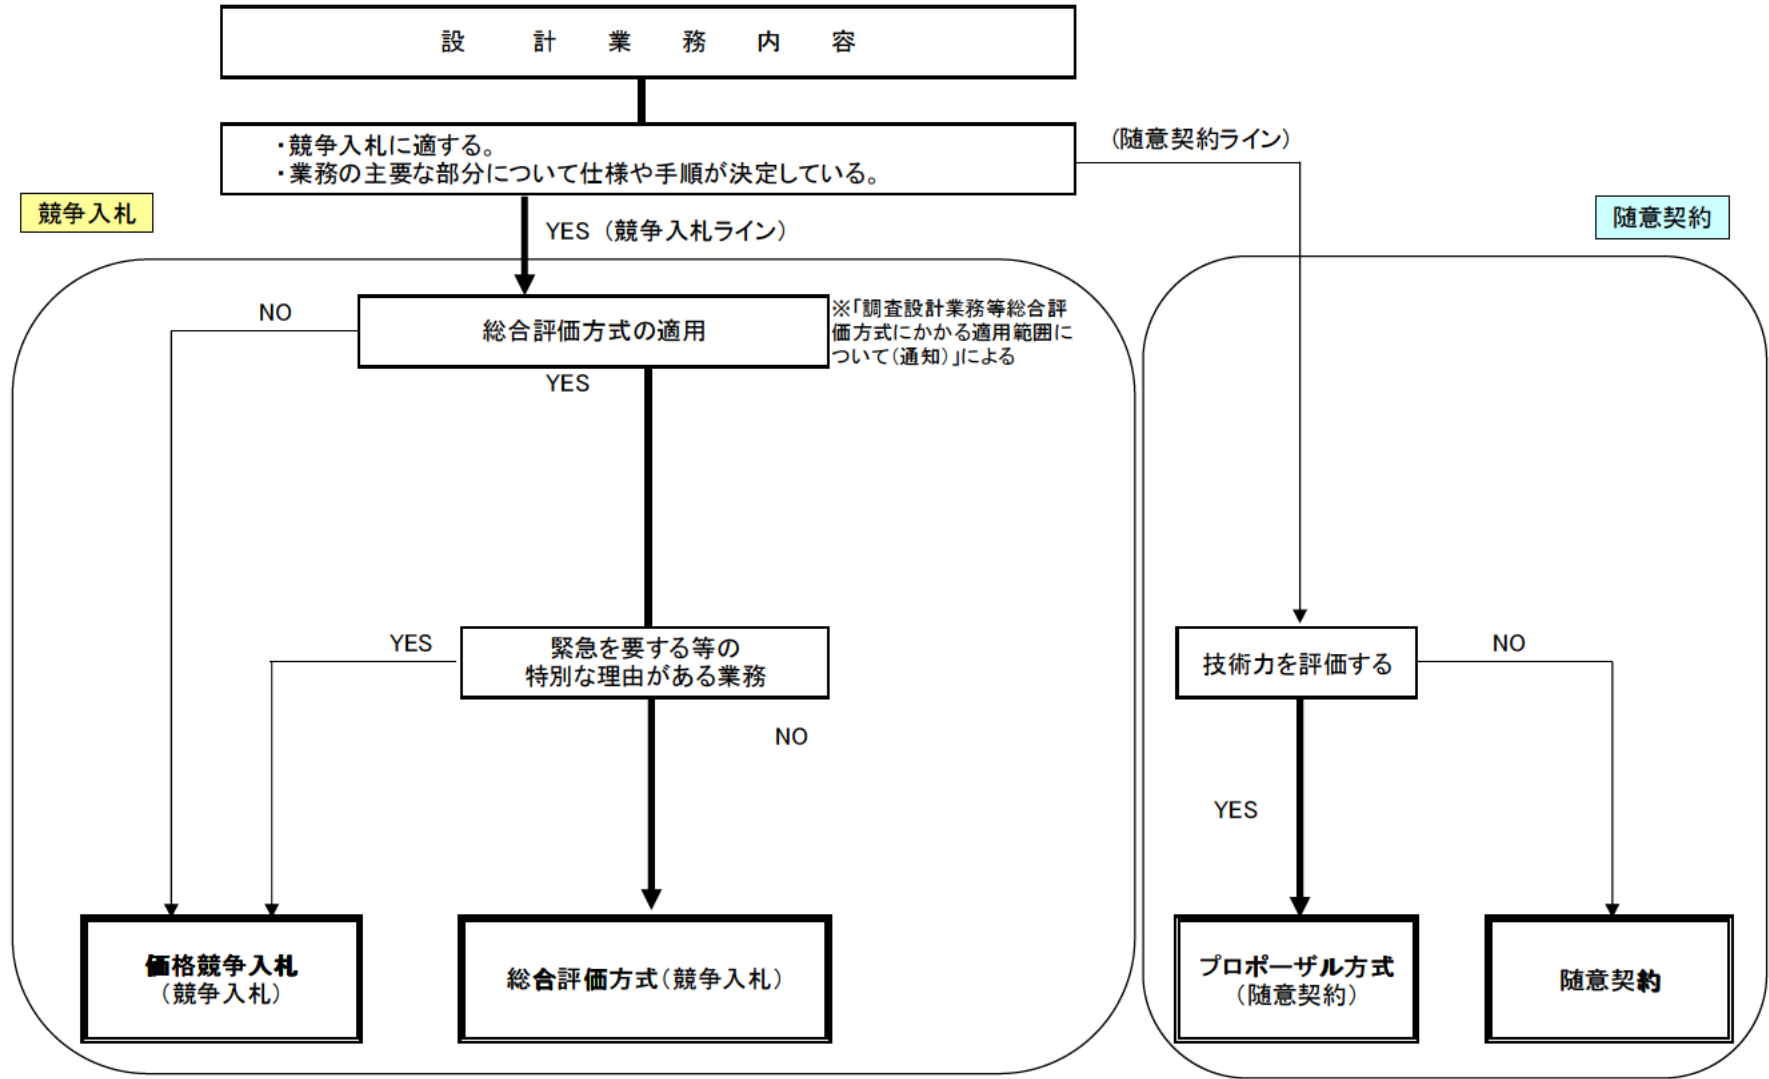 設計業務内容
・競争入札に適する。
・業務の主要な部分について仕様や手順が決定している。
(随意契約ライン)
競争入札
YES (競争入札ライン)
随意契約
NO
総合評価方式の適用
※「調査設計業務等総合評
価方式にかかる適用範囲に
ついて(通知)」による
YES
YES
緊急を要する等の
特別な理由がある業務
NO
技術力を評価する
NO
YES
価格競争入札
(競争入札)
総合評価方式(競争入札)
プロポーザル方式
(随意契約)
随意契約